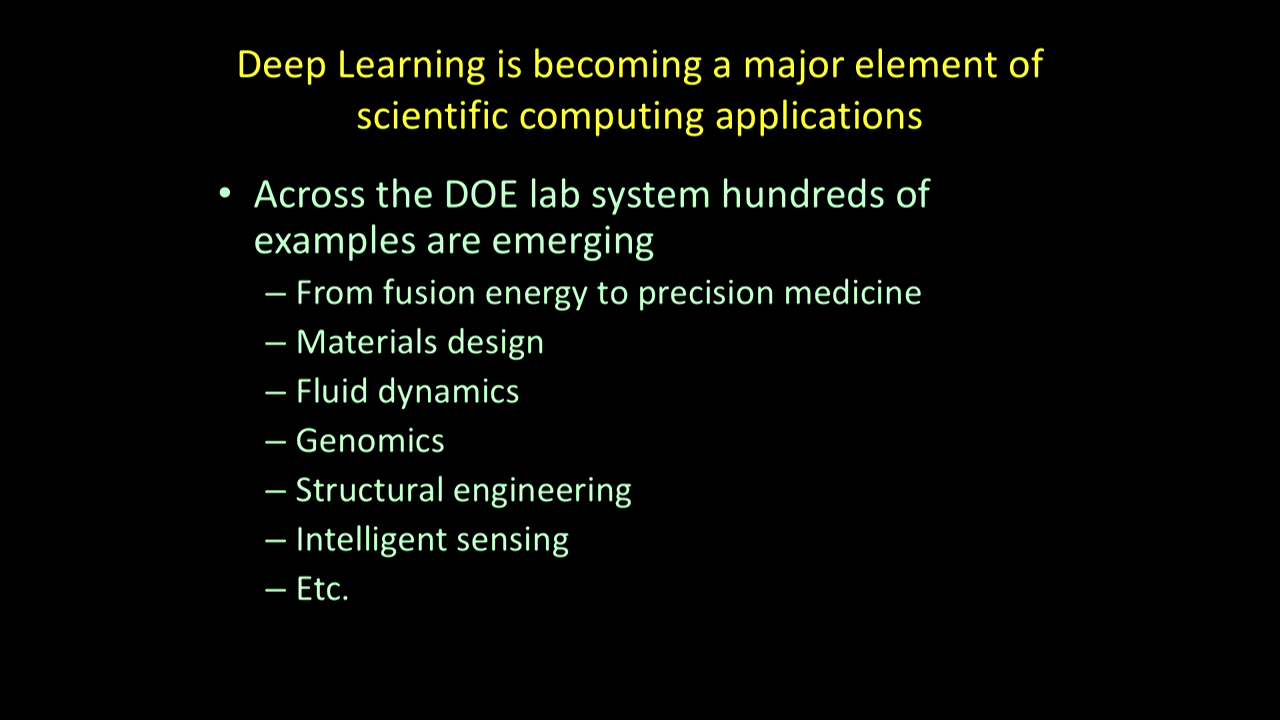 Deep Learning is becoming a major element of
scientific computing applications
• Across the DOE lab system hundreds of
examples are emerging
– From fusion energy to precision medicine
– Materials design
– Fluid dynamics
– Genomics
– Structural engineering
– Intelligent sensing
– Etc.